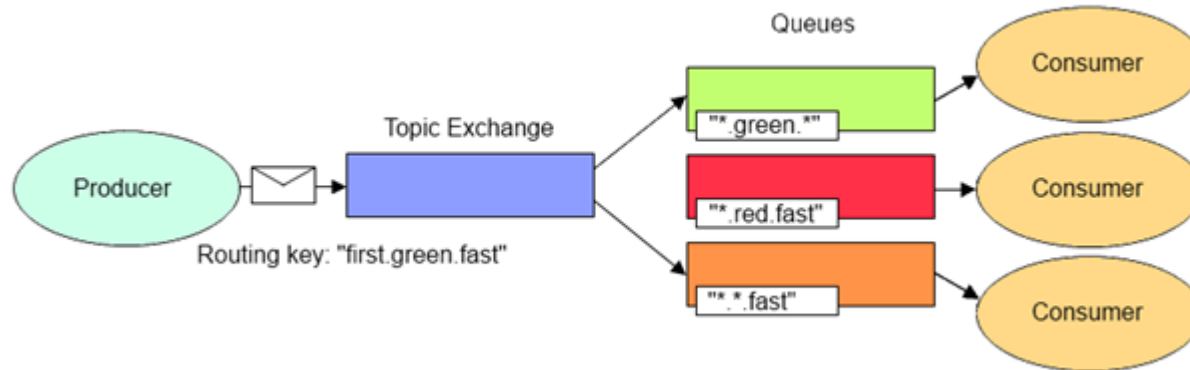 Queues
Consumer
"*.green.*"
Topic Exchange
Producer
Consumer
"*.red.fast"
Routing key: "first.green.fast"
"*.*.fast"
Consumer